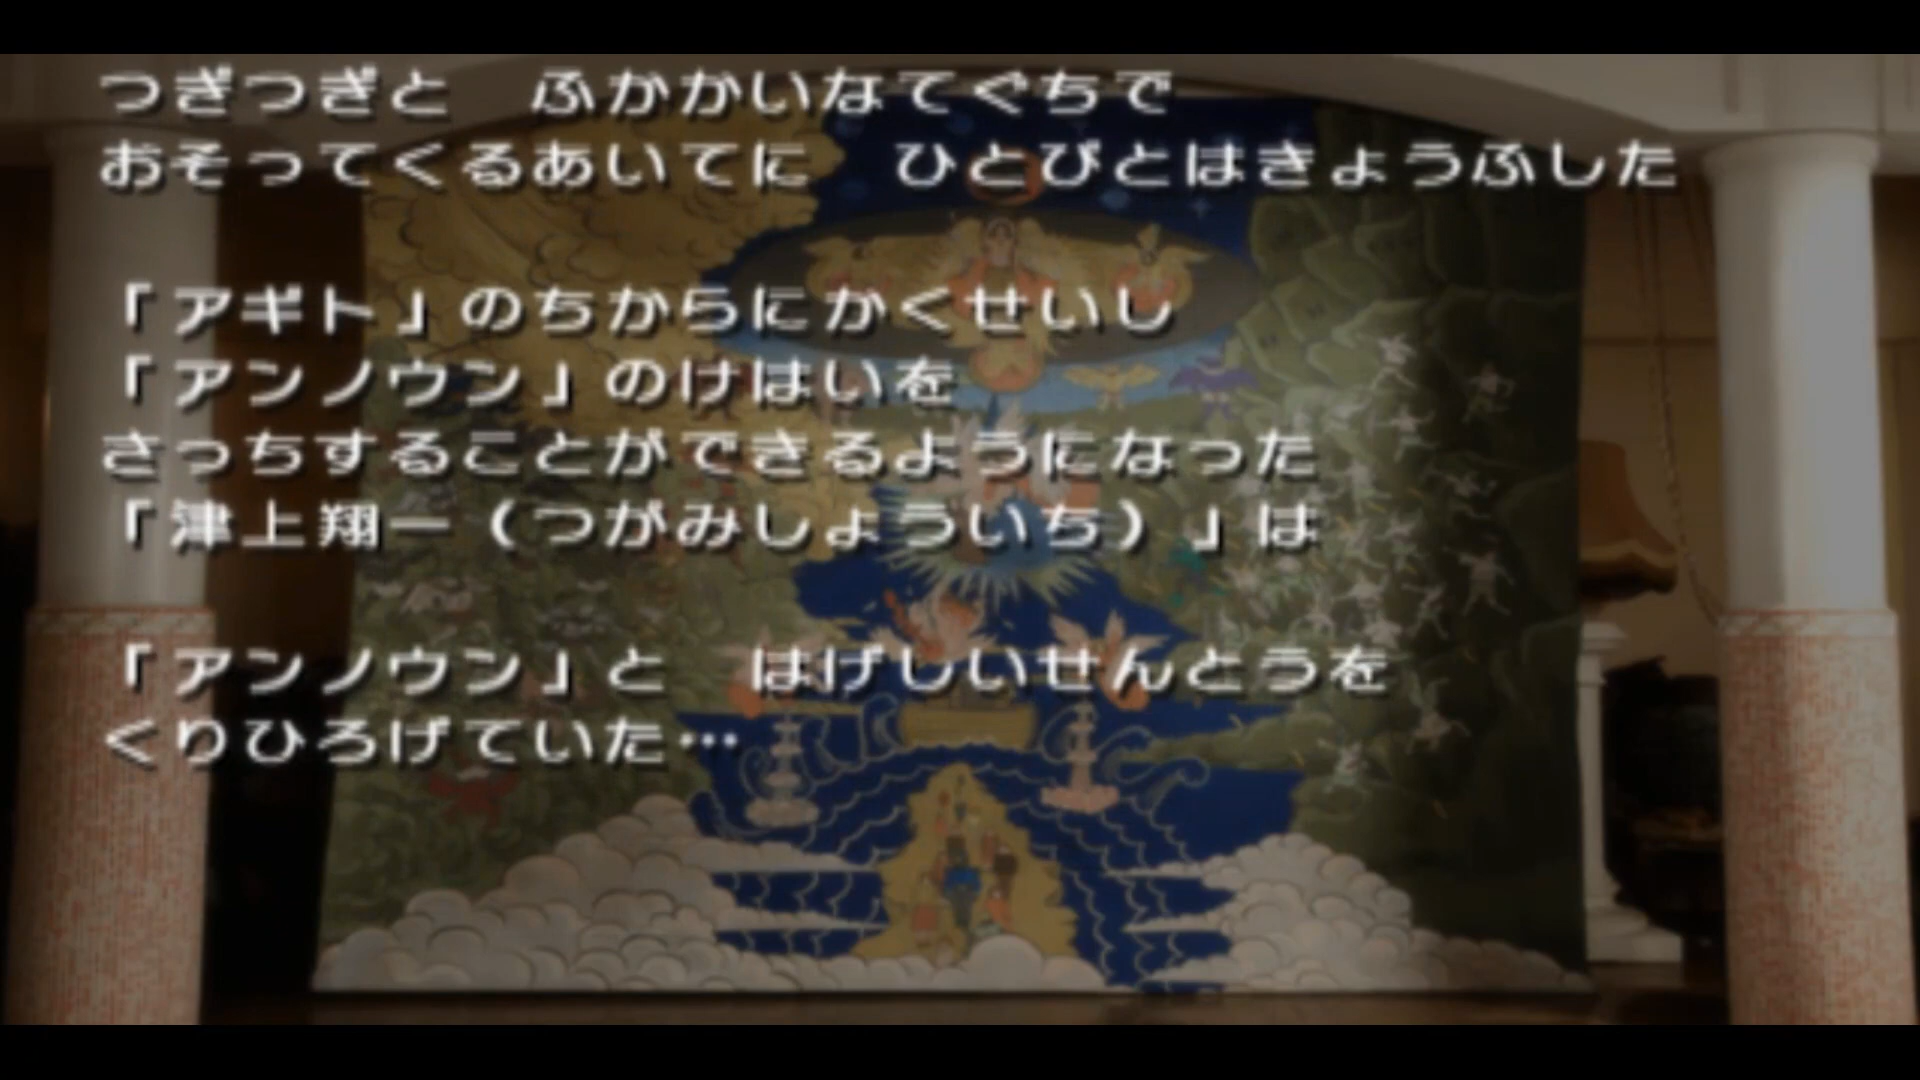 つぎつぎと　ふかかいなてぐちで
おそってくるあいてに　ひとびとはきょうふした
「アギト」のちからにかくせいし
「アンノウン」のけはいを
さっちすることができるようになった
「津上翔一（つがみしょういち）」は
「アンノウン」と　はげしいせんとうを
くりひろげていた…